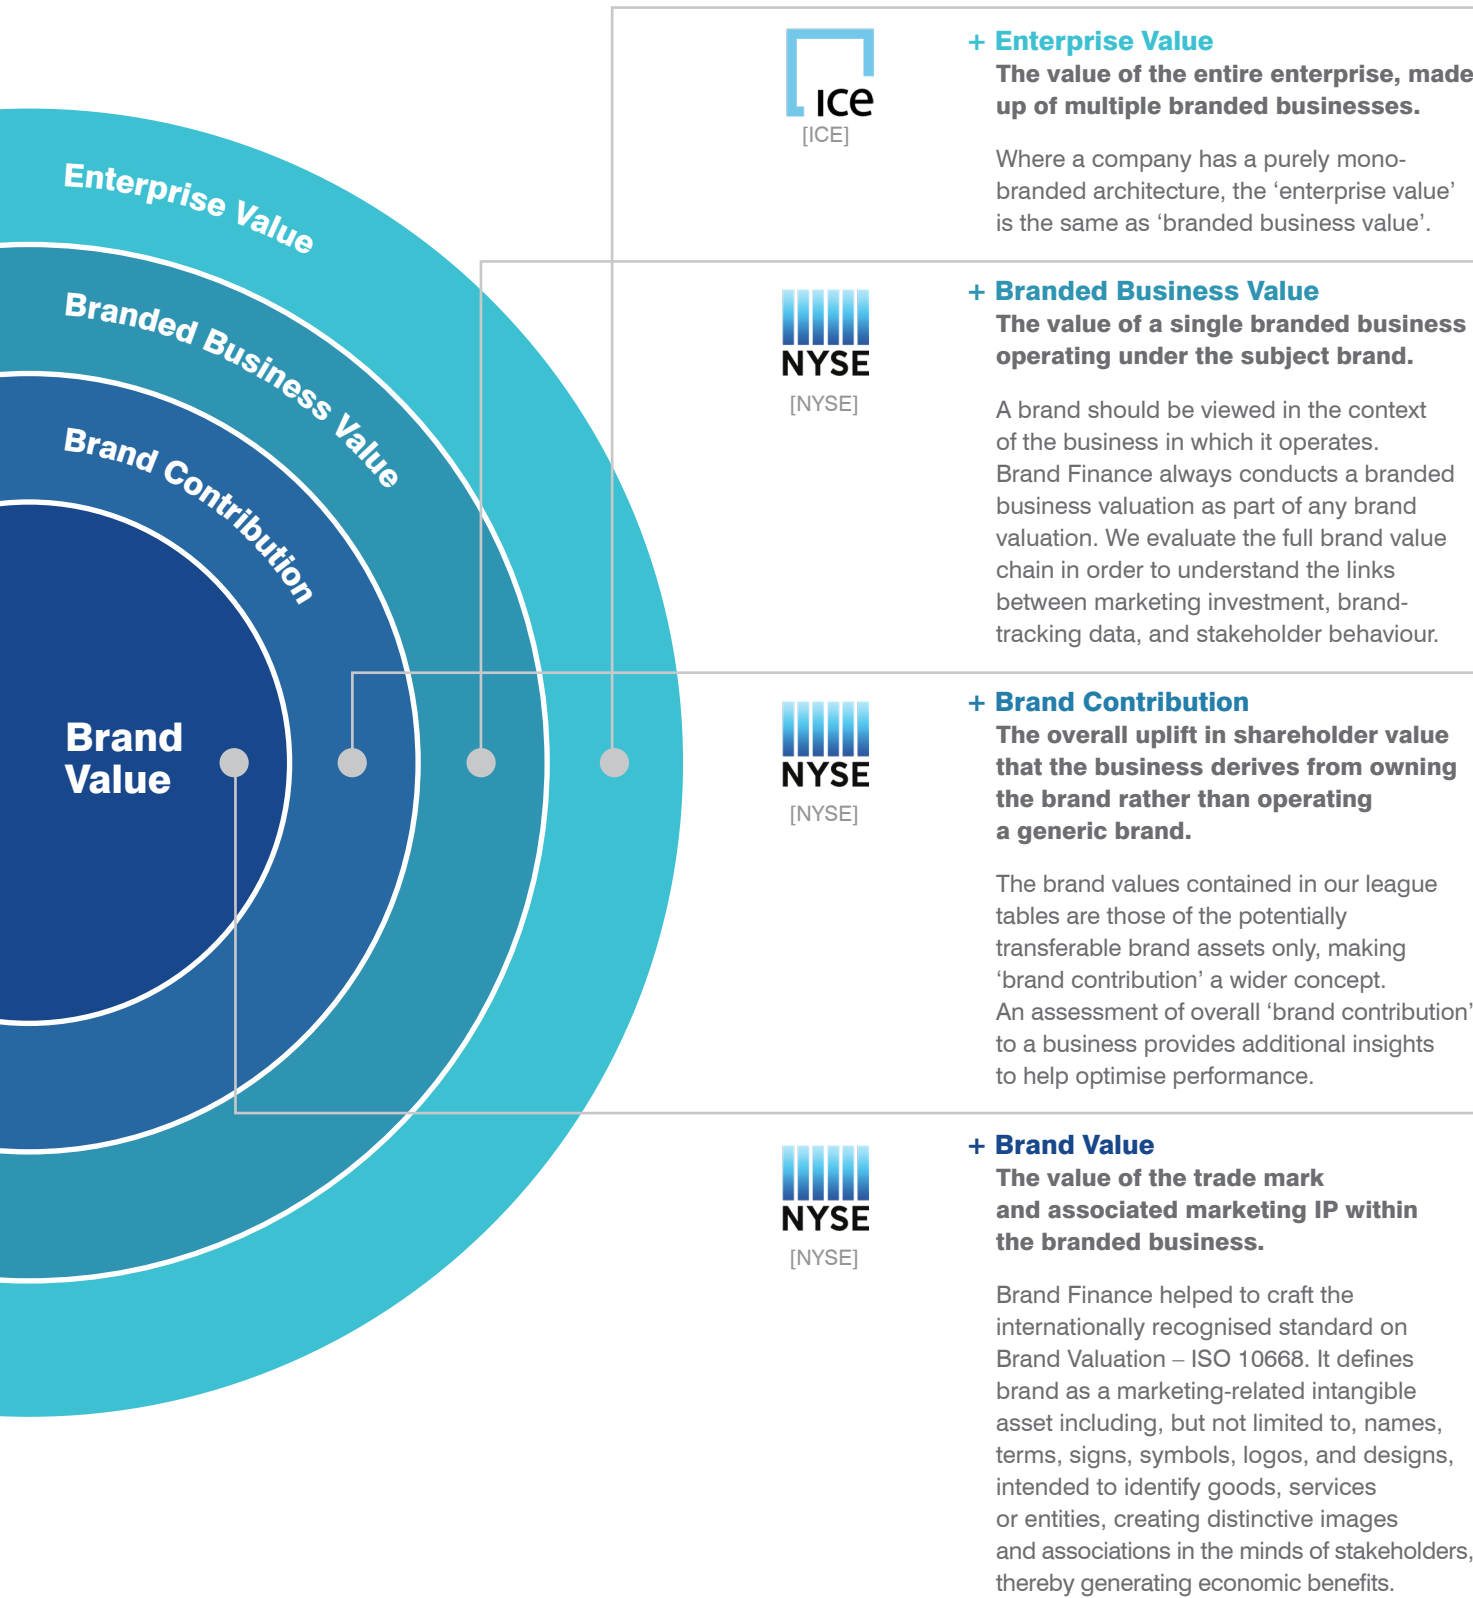 Enterprise Value
Branded Business Value
Brand Contribution
Brand
Value
ICE
[ICE]
+ Enterprise Value
The value of the entire enterprise, made
up of multiple branded businesses.
Where a company has a purely mono-
branded architecture, the ‘enterprise value’
is the same as ‘branded business value’.
NYSE
[NYSE]
+ Branded Business Value
The value of a single branded business
operating under the subject brand.
A brand should be viewed in the context
of the business in which it operates.
Brand Finance always conducts a branded
business valuation as part of any brand
valuation. We evaluate the full brand value
chain in order to understand the links
between marketing investment, brand-
tracking data, and stakeholder behaviour.
NYSE
[NYSE]
+ Brand Contribution
The overall uplift in shareholder value
that the business derives from owning
the brand rather than operating
a generic brand.
The brand values contained in our league
tables are those of the potentially
transferable brand assets only, making
‘brand contribution’ a wider concept.
An assessment of overall ‘brand contribution’
to a business provides additional insights
to help optimise performance.
NYSE
[NYSE]
+ Brand Value
The value of the trade mark
and associated marketing IP within
the branded business.
Brand Finance helped to craft the
internationally recognised standard on
Brand Valuation – ISO 10668. It defines
brand as a marketing-related intangible
asset including, but not limited to, names,
terms, signs, symbols, logos, and designs,
intended to identify goods, services
or entities, creating distinctive images
and associations in the minds of stakeholders,
thereby generating economic benefits.